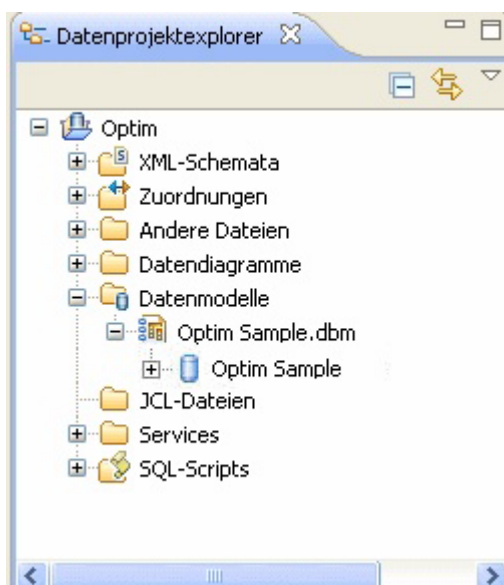 Datenprojektexplorer
Optim
XML-Schemata
Zuordnungen
Andere Dateien
Datendiagramme
Datenmodelle
Optim Sample.dbm
Optim Sample
JCL-Dateien
Services
SQL-Scripts